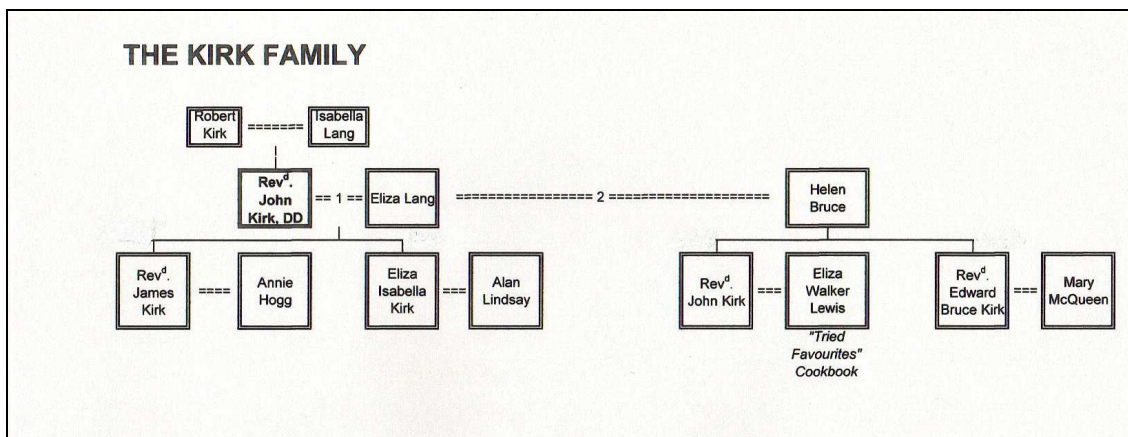 THE KIRK FAMILY
Robert
Kirk
=======
Isabella
Lang
Revd.
John
Kirk, DD
== 1 ==
Eliza Lang
================ 2 ===================
Helen
Bruce
Revd.
James
Kirk
====
Annie
Hogg
Eliza
Isabella
Kirk
===
Alan
Lindsay
Revd.
John Kirk
===
Eliza
Walker
Lewis
"Tried
Favourites"
Cookbook
Revd.
Edward
Bruce Kirk
===
Mary
McQueen